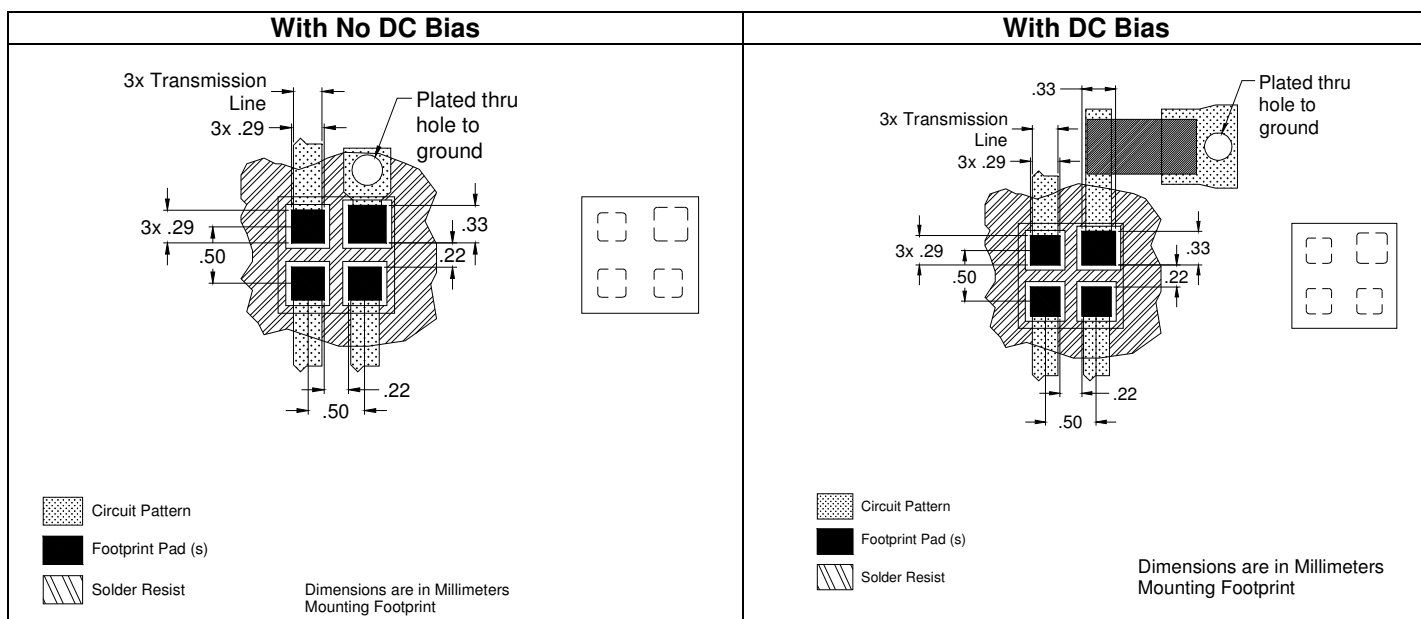 With No DC Bias
3x Transmission
Line
3x .29
Plated thru
hole to
ground
3x .29
.50
.33
.22
.22
.50
Circuit Pattern
Footprint Pad (s)
Solder Resist
Dimensions are in Millimeters
Mounting Footprint
With DC Bias
.33
Plated thru
hole to
ground
3x Transmission
Line
3x .29
3x .29
.50
.33
.22
.22
.50
Circuit Pattern
Footprint Pad (s)
Solder Resist
Dimensions are in Millimeters
Mounting Footprint